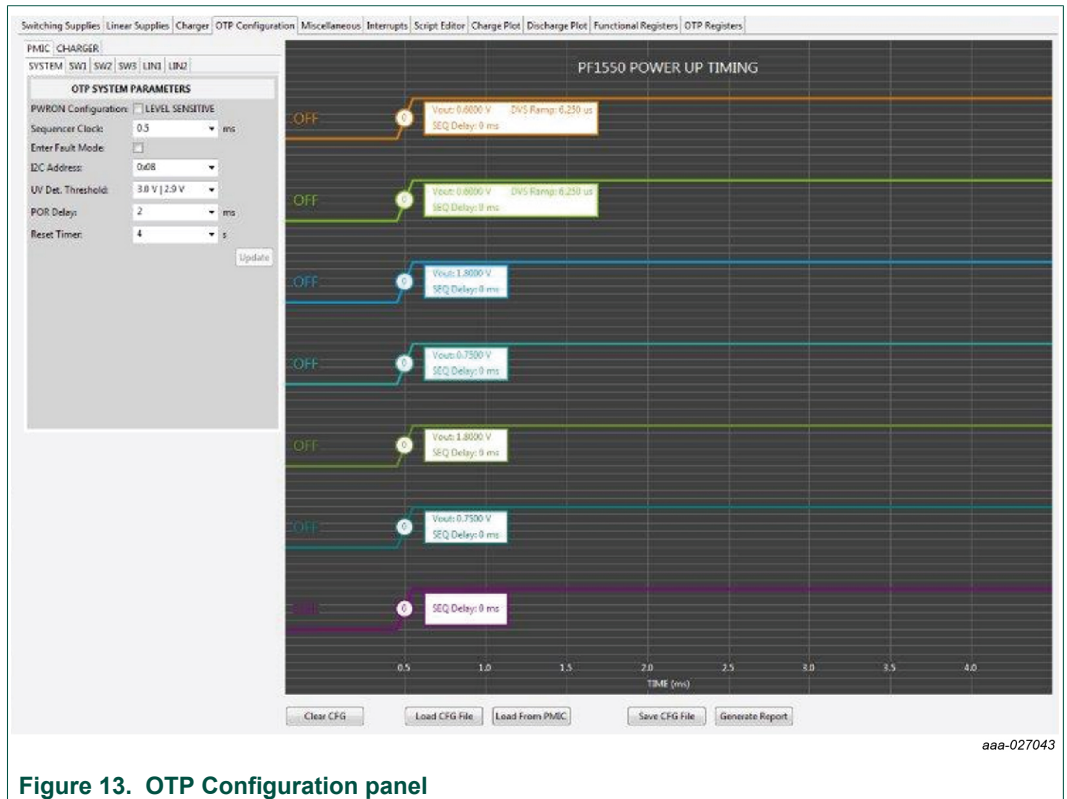 Switching Supplies Linear Supplies Charger OTP Configuration Miscellaneous Interrupts Script Editor Charge Plot Discharge Plot Functional Registers OTP Registers
PMIC CHARGER
SYSTEM SW1 SW2 SW3 LIN1 LIN2
OTP SYSTEM PARAMETERS
PWRON Configuration: LEVEL SENSITIVE
Sequencer Clock: 0.5 ms
Enter Fault Mode:
I2C Address: 0x08
UV Det. Threshold: 3.0 V | 2.9 V
POR Delay: 2 ms
Reset Timer: 4 s
Update
PF1550 POWER UP TIMING
OFF 0 Vout: 0.6000 V DVS Ramp: 6.250 us
SEQ Delay: 0 ms
OFF 0 Vout: 0.6000 V DVS Ramp: 6.250 us
SEQ Delay: 0 ms
OFF 0 Vout: 1.8000 V
SEQ Delay: 0 ms
OFF 0 Vout: 0.7500 V
SEQ Delay: 0 ms
OFF 0 Vout: 1.8000 V
SEQ Delay: 0 ms
OFF 0 Vout: 0.7500 V
SEQ Delay: 0 ms
0 SEQ Delay: 0 ms
0.5 1.0 1.5 2.0 2.5 3.0 3.5 4.0
TIME (ms)
Clear CFG Load CFG File Load From PMIC Save CFG File Generate Report
aaa-027043
Figure 13. OTP Configuration panel